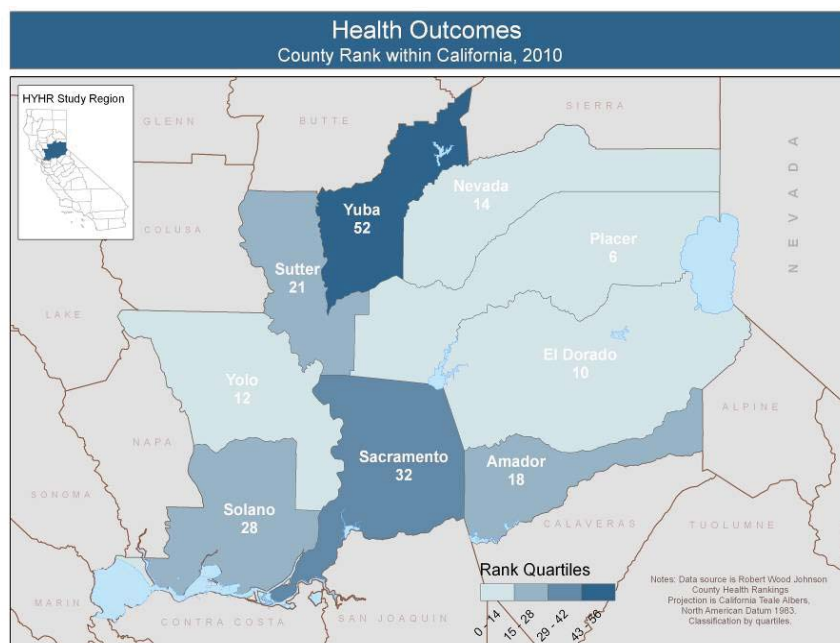 Health Outcomes
County Rank within California, 2010
HYHR Study Region
GLENN
BUTTE
SIERRA
NEVADA
COLUSA
Yuba
52
Nevada
14
Placer
6
Sutter
21
LAKE
El Dorado
10
Yolo
12
ALPINE
NAPA
Sacramento
32
Amador
18
SONOMA
Solano
28
CALAVERAS
TUOLUMNE
MARIN
CONTRA COSTA
SAN JOAQUIN
Rank Quartiles
0 - 14
15 - 28
29 - 42
43 - 56
Notes: Data source is Robert Wood Johnson
County Health Rankings
Projection is California Teale Albers,
North American Datum 1983.
Classification by quartiles.